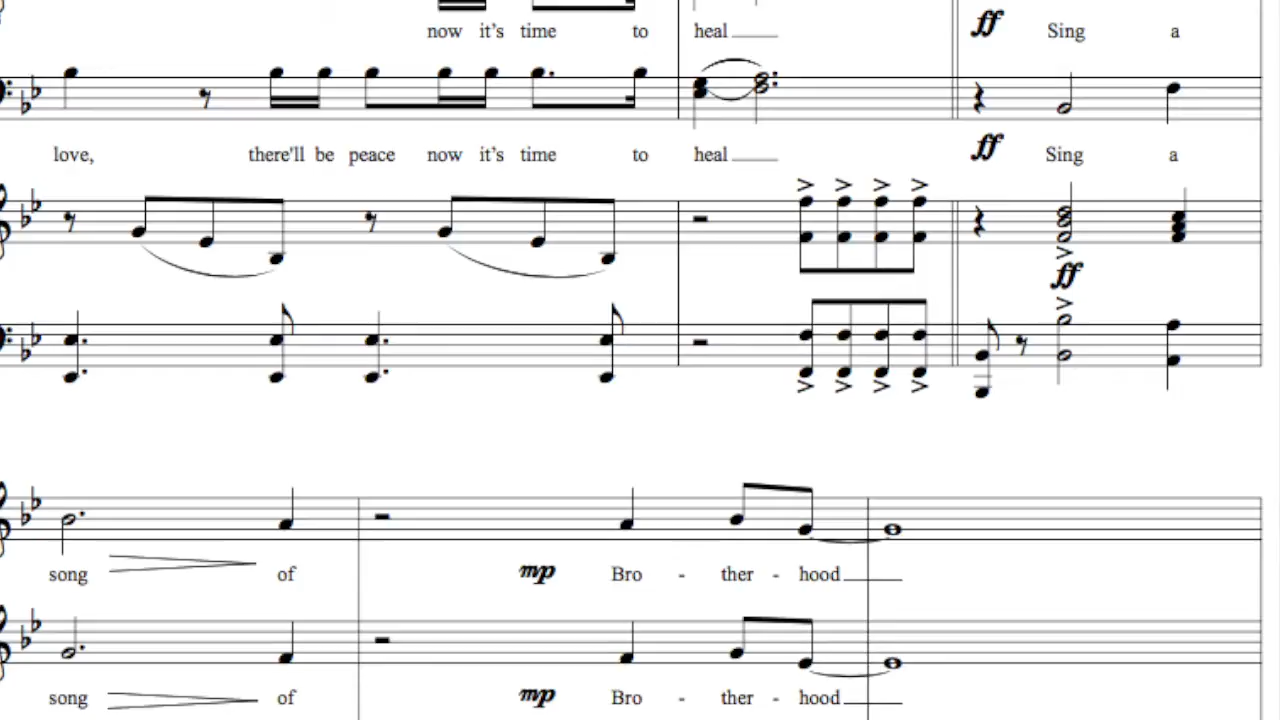 now it's time to heal ff Sing a
love, there'll be peace now it's time to heal ff Sing a
ff
song of mp Bro - ther - hood
song of mp Bro - ther - hood